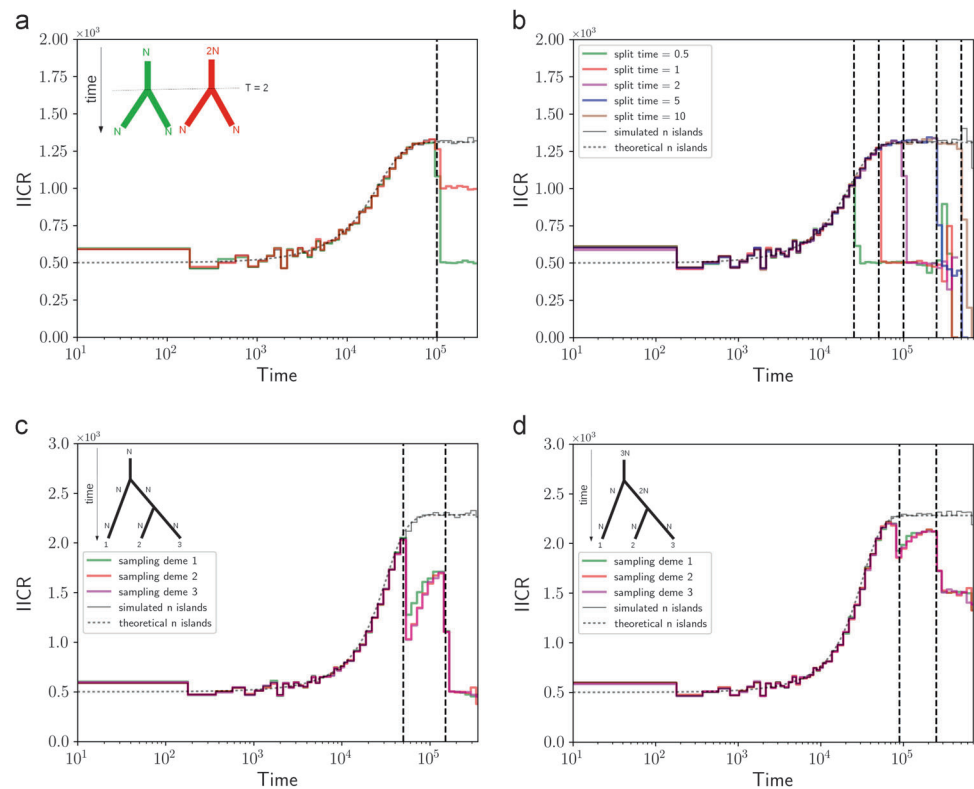 a
×10³
2.00
1.75
1.50
1.25
1.00
0.75
0.50
0.25
0.00
IICR
time
N
2N
T = 2
N
N
N
N
10¹
10²
10³
10⁴
10⁵
Time
b
×10³
2.00
1.75
1.50
1.25
1.00
0.75
0.50
0.25
0.00
IICR
split time = 0.5
split time = 1
split time = 2
split time = 5
split time = 10
simulated n islands
theoretical n islands
10¹
10²
10³
10⁴
10⁵
Time
c
×10³
3.0
2.5
2.0
1.5
1.0
0.5
0.0
IICR
time
N
N
N
N
N
N
1
2
3
sampling deme 1
sampling deme 2
sampling deme 3
simulated n islands
theoretical n islands
10¹
10²
10³
10⁴
10⁵
Time
d
×10³
3.0
2.5
2.0
1.5
1.0
0.5
0.0
IICR
time
3N
N
2N
N
N
N
1
2
3
sampling deme 1
sampling deme 2
sampling deme 3
simulated n islands
theoretical n islands
10¹
10²
10³
10⁴
10⁵
Time